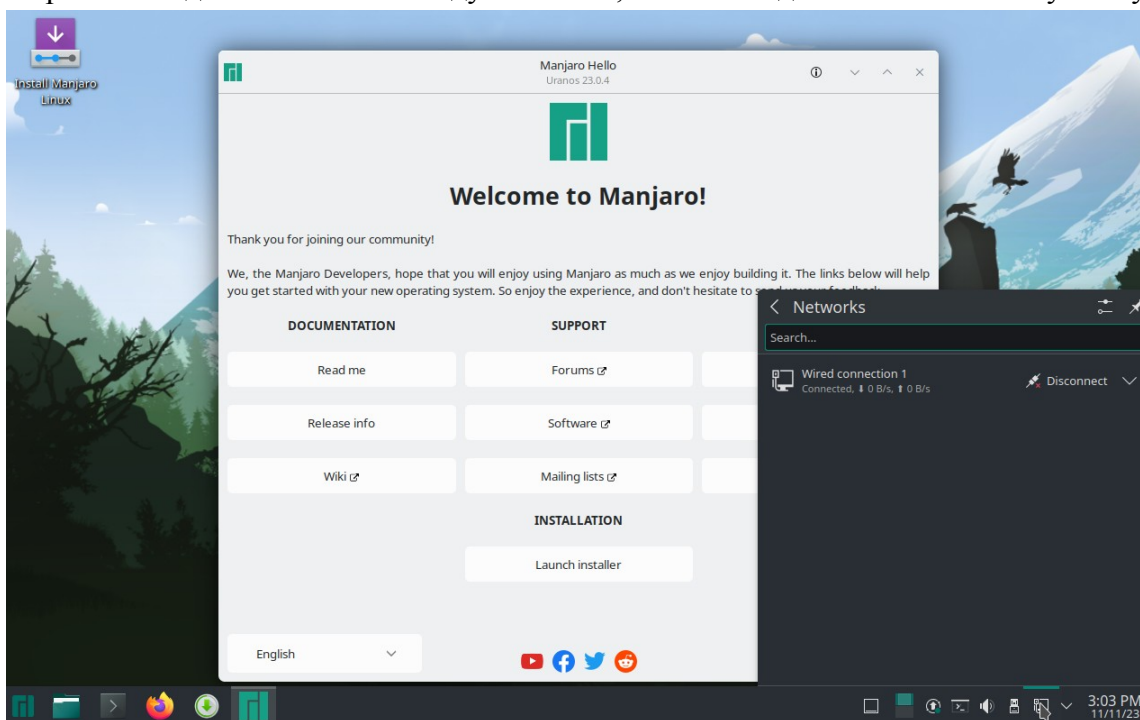 Install Manjaro
Linux
Manjaro Hello
Uranos 23.0.4
Welcome to Manjaro!
Thank you for joining our community!
We, the Manjaro Developers, hope that you will enjoy using Manjaro as much as we enjoy building it. The links below will help
you get started with your new operating system. So enjoy the experience, and don't hesitate to
DOCUMENTATION
SUPPORT
Read me
Forums
Release info
Software
Wiki
Mailing lists
INSTALLATION
Launch installer
English
Networks
Search...
Wired connection 1
Connected, ⬇ 0 B/s, ⬆ 0 B/s
Disconnect
3:03 PM
11/11/23